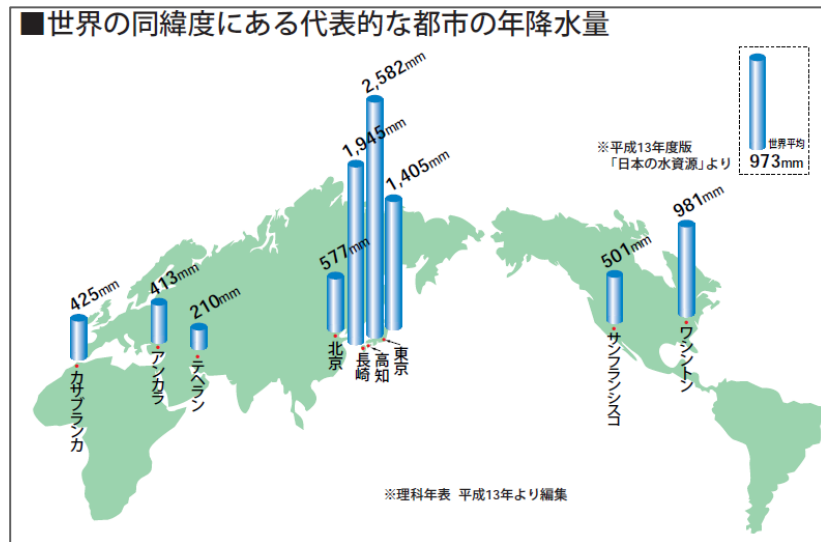 ■世界の同緯度にある代表的な都市の年降水量
2,582mm
1,945mm
1,405mm
577mm
425mm
413mm
210mm
501mm
981mm
世界平均
973mm
※平成13年度版
「日本の水資源」より
カサブランカ
アンカラ
テヘラン
北京
長崎
高知
東京
サンフランシスコ
ワシントン
※理科年表 平成13年より編集